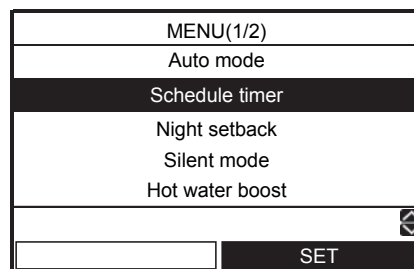 MENU(1/2)
Auto mode
Schedule timer
Night setback
Silent mode
Hot water boost
SET